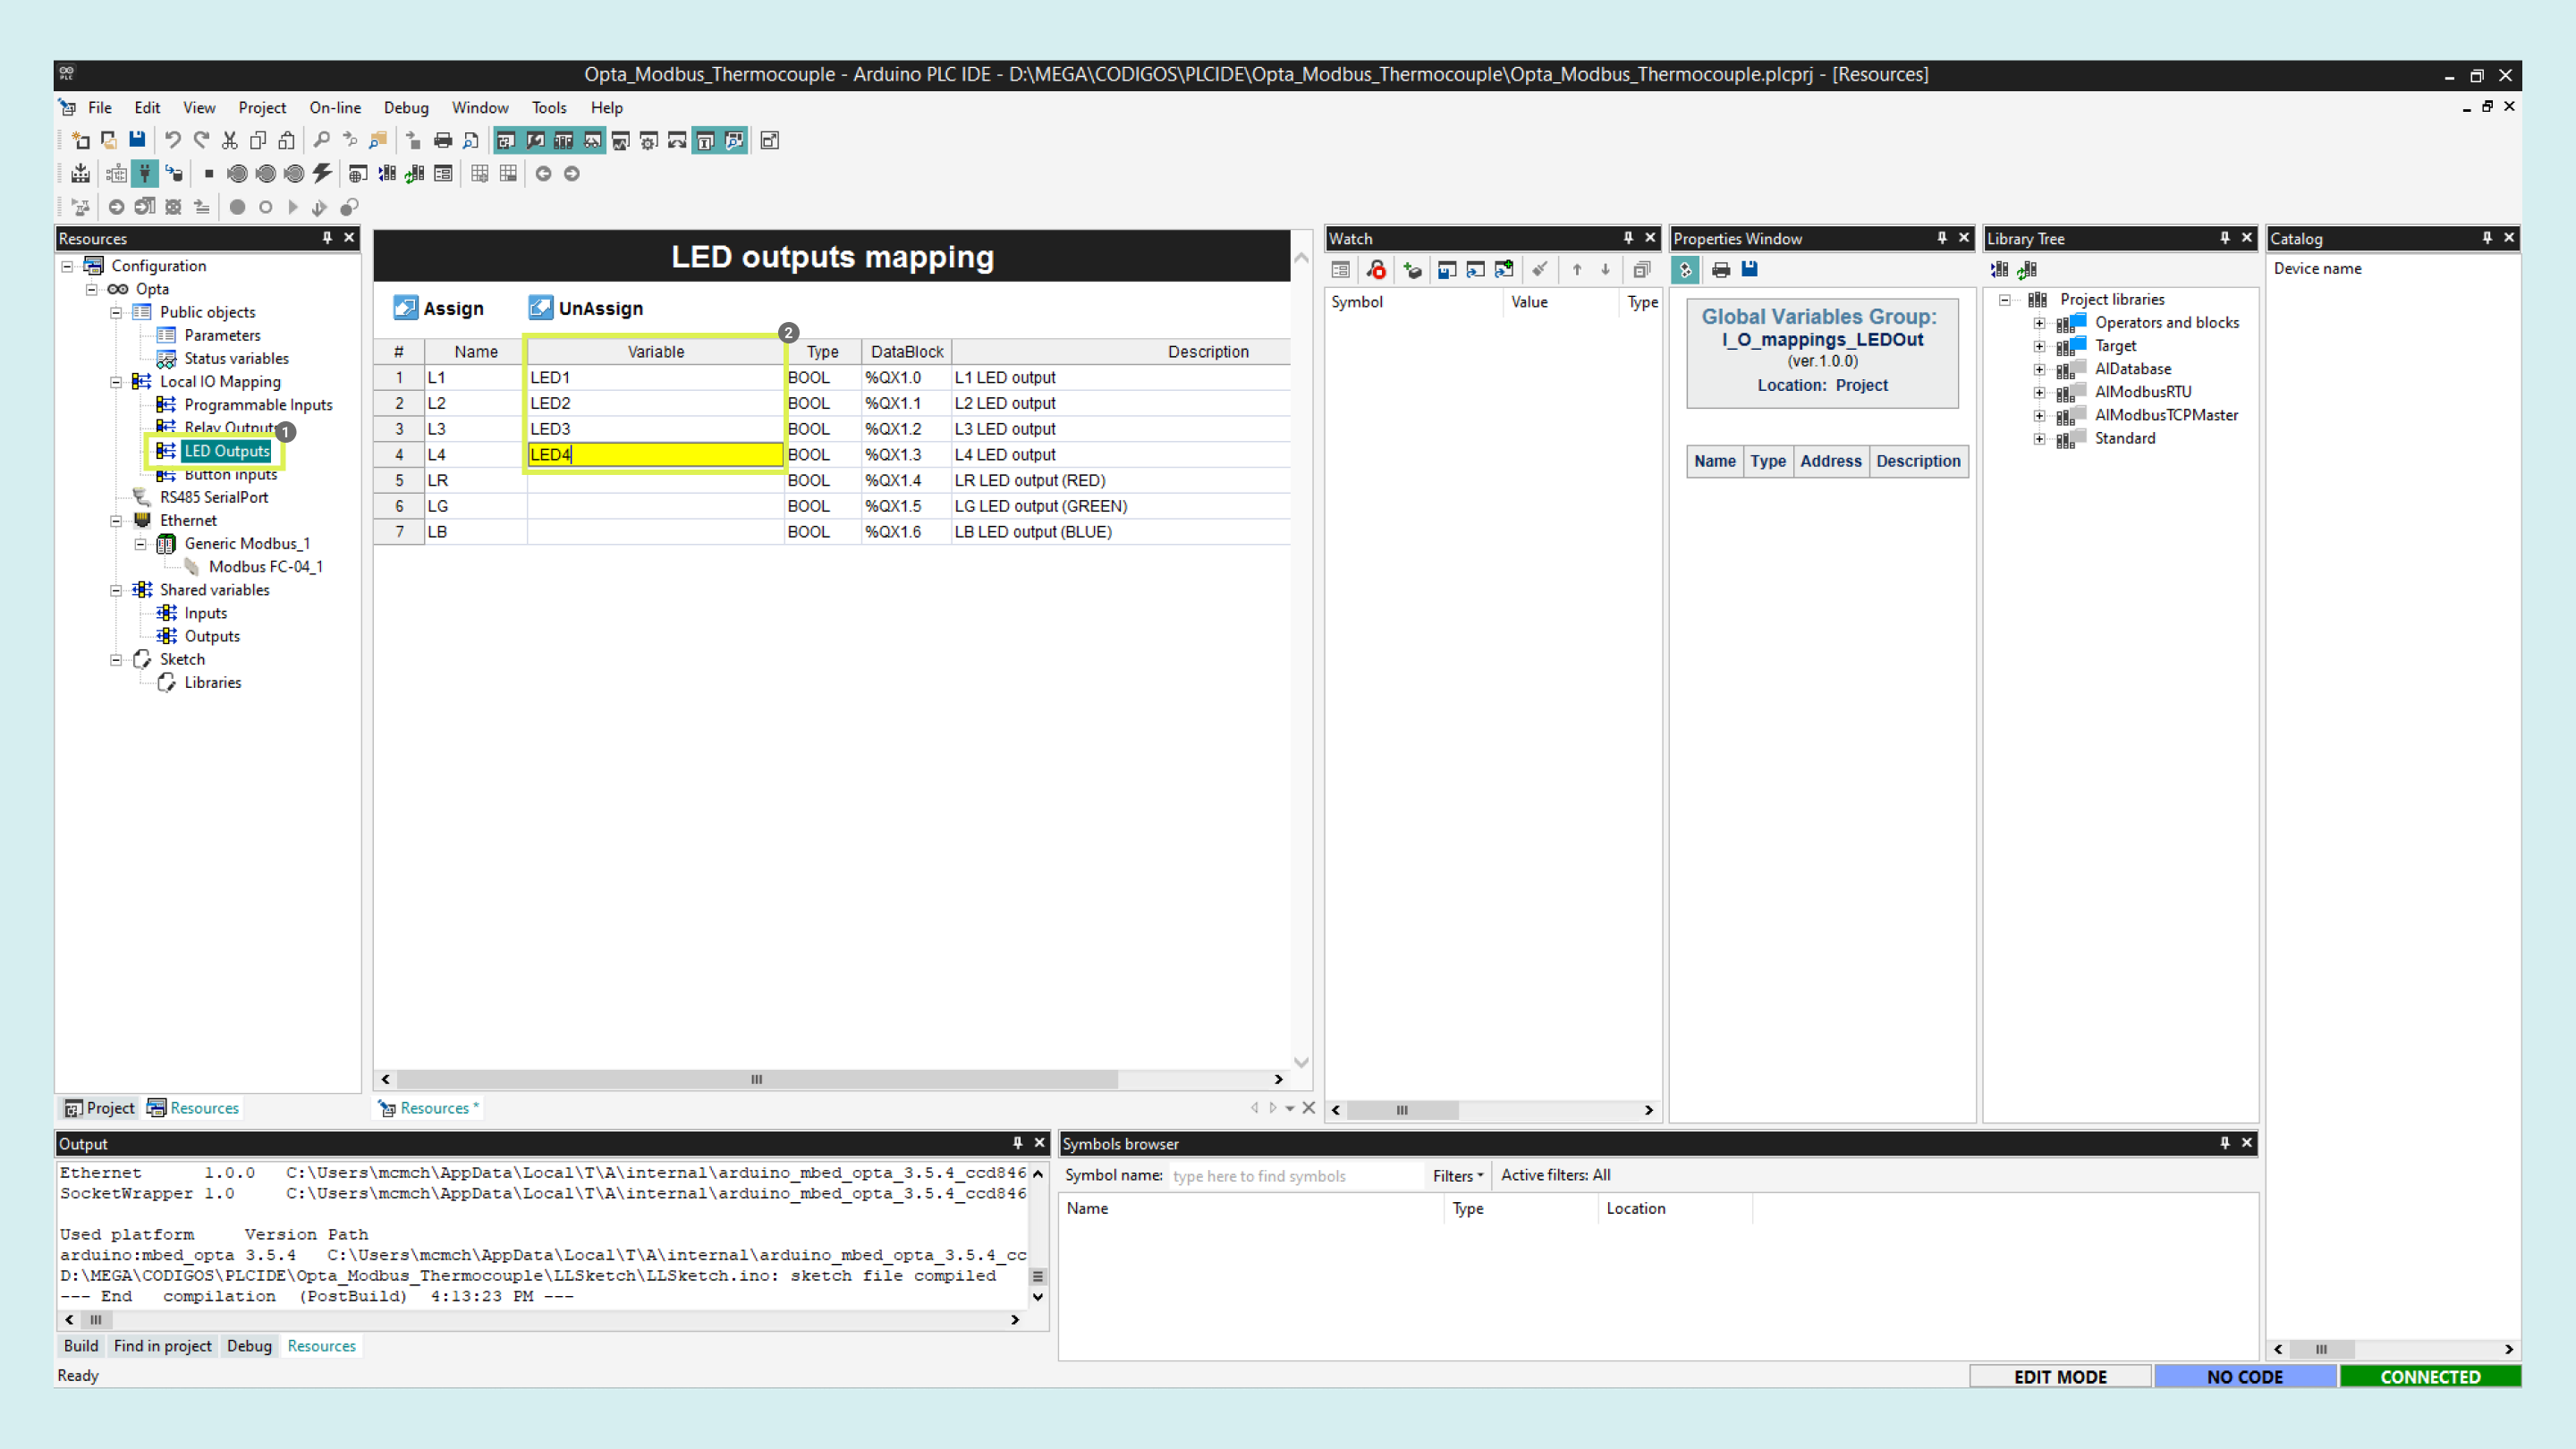 Opta_Modbus_Thermocouple - Arduino PLC IDE - D:\MEGA\CODIGOS\PLCIDE\Opta_Modbus_Thermocouple\Opta_Modbus_Thermocouple.plcprj - [Resources]
File Edit View Project On-line Debug Window Tools Help
Resources
Configuration
Opta
Public objects
Parameters
Status variables
Local IO Mapping
Programmable Inputs
Relay Outputs
1
LED Outputs
Button Inputs
RS485 SerialPort
Ethernet
Generic Modbus_1
Modbus FC-04_1
Shared variables
Inputs
Outputs
Sketch
Libraries
Project Resources
LED outputs mapping
Assign UnAssign
2
# Name Variable Type DataBlock Description
1 L1 LED1 BOOL %QX1.0 L1 LED output
2 L2 LED2 BOOL %QX1.1 L2 LED output
3 L3 LED3 BOOL %QX1.2 L3 LED output
4 L4 LED4 BOOL %QX1.3 L4 LED output
5 LR BOOL %QX1.4 LR LED output (RED)
6 LG BOOL %QX1.5 LG LED output (GREEN)
7 LB BOOL %QX1.6 LB LED output (BLUE)
Resources *
Watch
Symbol Value Type
Properties Window
Global Variables Group:
I_O_mappings_LEDOut
(ver.1.0.0)
Location: Project
Name Type Address Description
Library Tree
Project libraries
Operators and blocks
Target
AIDatabase
AIModbusRTU
AIModbusTCPMaster
Standard
Catalog
Device name
Output
Ethernet 1.0.0 C:\Users\mcmch\AppData\Local\T\A\internal\arduino_mbed_opta_3.5.4_ccd846
SocketWrapper 1.0 C:\Users\mcmch\AppData\Local\T\A\internal\arduino_mbed_opta_3.5.4_ccd846
Used platform Version Path
arduino:mbed_opta 3.5.4 C:\Users\mcmch\AppData\Local\T\A\internal\arduino_mbed_opta_3.5.4_cc
D:\MEGA\CODIGOS\PLCIDE\Opta_Modbus_Thermocouple\LLSketch\LLSketch.ino: sketch file compiled
--- End compilation (PostBuild) 4:13:23 PM ---
Build Find in project Debug Resources
Symbols browser
Symbol name: type here to find symbols Filters Active filters: All
Name Type Location
Ready
EDIT MODE NO CODE CONNECTED